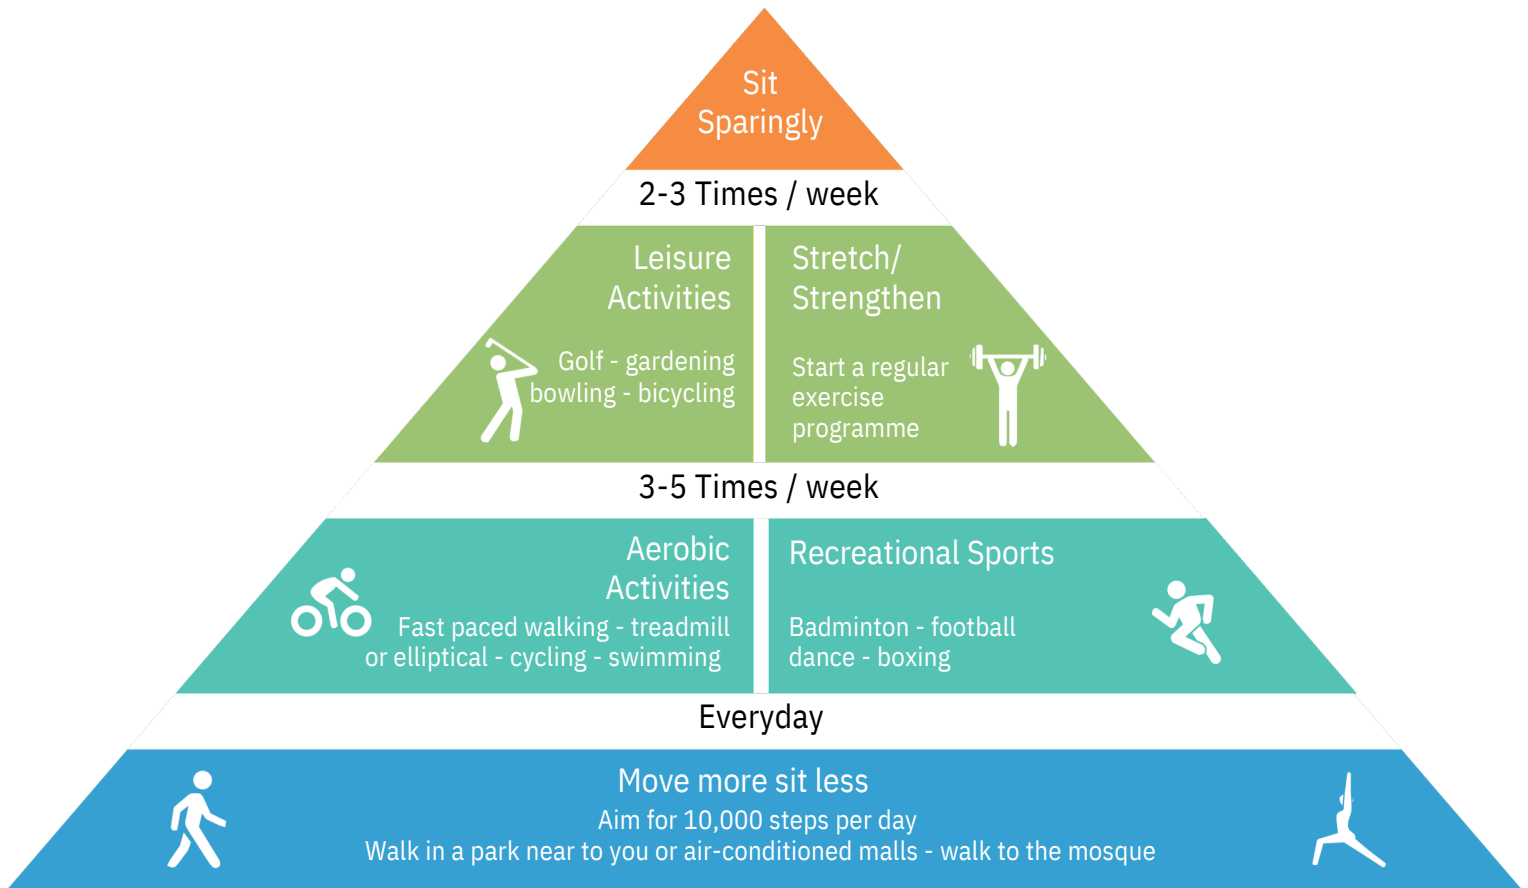 Sit
Sparingly
2-3 Times / week
Leisure
Activities
Golf - gardening
bowling - bicycling
Stretch/
Strengthen
Start a regular
exercise
programme
3-5 Times / week
Aerobic
Activities
Fast paced walking - treadmill
or elliptical - cycling - swimming
Recreational Sports
Badminton - football
dance - boxing
Everyday
Move more sit less
Aim for 10,000 steps per day
Walk in a park near to you or air-conditioned malls - walk to the mosque